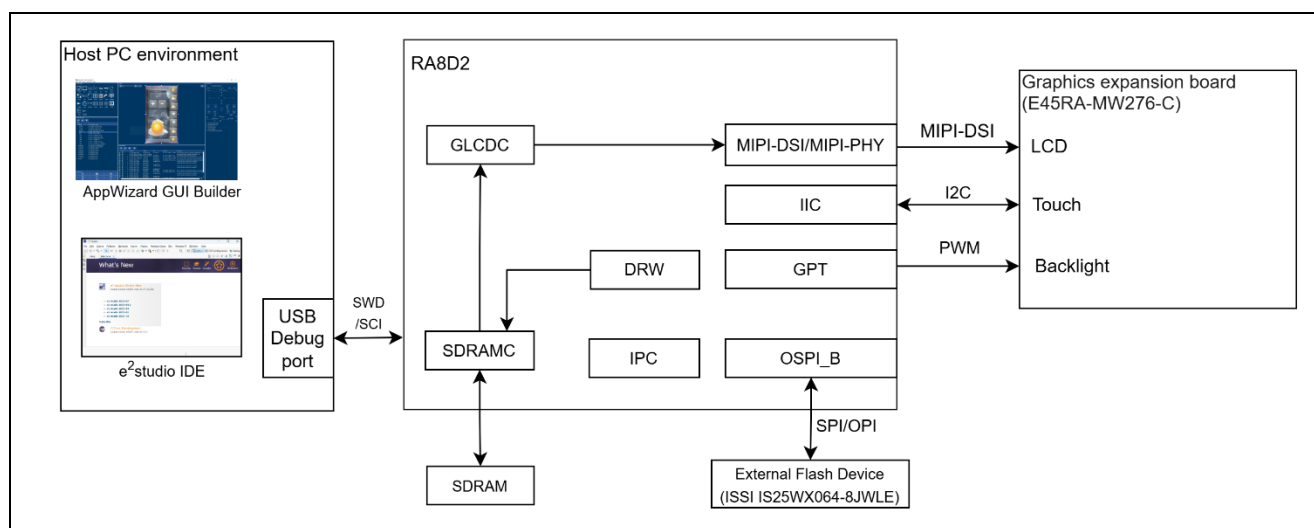 Host PC environment
AppWizard GUI Builder
What's New
e²studio IDE
USB
Debug
port
SWD
/SCI
RA8D2
GLCDC
MIPI-DSI/MIPI-PHY
IIC
DRW
GPT
SDRAMC
IPC
OSPI_B
MIPI-DSI
I2C
PWM
Graphics expansion board
(E45RA-MW276-C)
LCD
Touch
Backlight
SPI/OPI
SDRAM
External Flash Device
(ISSI IS25WX064-8JWLE)